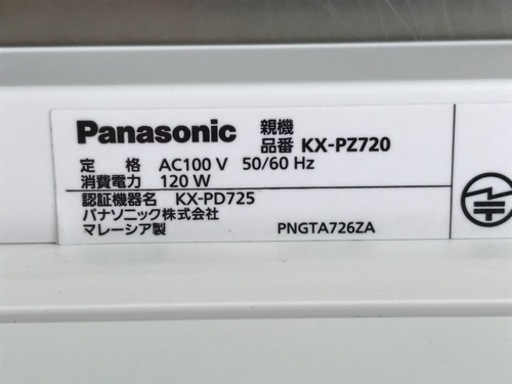 Panasonic 親機
品番 KX-PZ720
定 格 AC100 V 50/60 Hz
消費電力 120 W
認証機器名 KX-PD725
パナソニック株式会社
マレーシア製 PNGTA726ZA